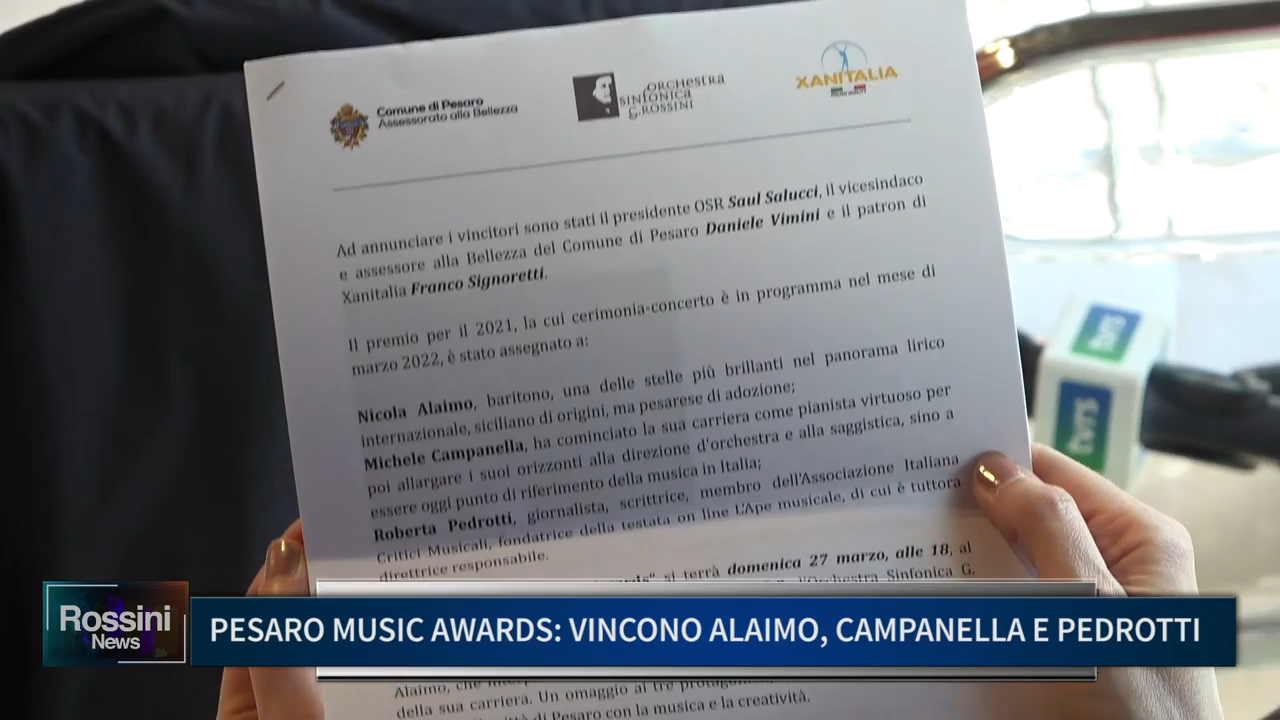 Comune di Pesaro
Assessorato alla Bellezza
ORCHESTRA
SINFONICA
G.ROSSINI
XANITALIA
Ad annunciare i vincitori sono stati il presidente OSR Saul Salucci, il vicesindaco
e assessore alla Bellezza del Comune di Pesaro Daniele Vimini e il patron di
Xanitalia Franco Signoretti.
Il premio per il 2021, la cui cerimonia-concerto è in programma nel mese di
marzo 2022, è stato assegnato a:
Nicola Alaimo, baritono, una delle stelle più brillanti nel panorama lirico
internazionale, siciliano di origini, ma pesarese di adozione;
Michele Campanella, ha cominciato la sua carriera come pianista virtuoso per
poi allargare i suoi orizzonti alla direzione d'orchestra e alla saggistica, sino a
essere oggi punto di riferimento della musica in Italia;
Roberta Pedrotti, giornalista, scrittrice, membro dell'Associazione Italiana
Critici Musicali, fondatrice della testata on line L'Ape musicale, di cui è tuttora
direttrice responsabile.
si terrà domenica 27 marzo, alle 18, al
l'Orchestra Sinfonica G.
tvrs
tvrs
Rossini
News
PESARO MUSIC AWARDS: VINCONO ALAIMO, CAMPANELLA E PEDROTTI
Alaimo, che
della sua carriera. Un omaggio ai tre
di Pesaro con la musica e la creatività.